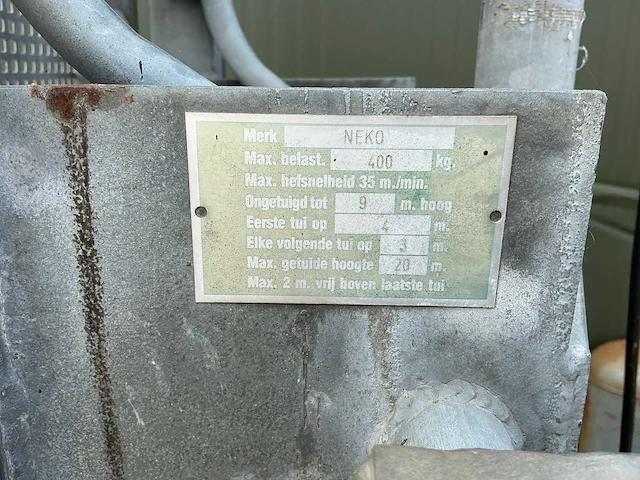 Merk NEKO
Max. belast. 400 kg.
Max. hefsnelheid 35 m./min.
Ongetuigd tot 9 m. hoog
Eerste tui op 4 m.
Elke volgende tui op 3 m.
Max. getuide hoogte 20 m.
Max. 2 m. vrij boven laatste tui